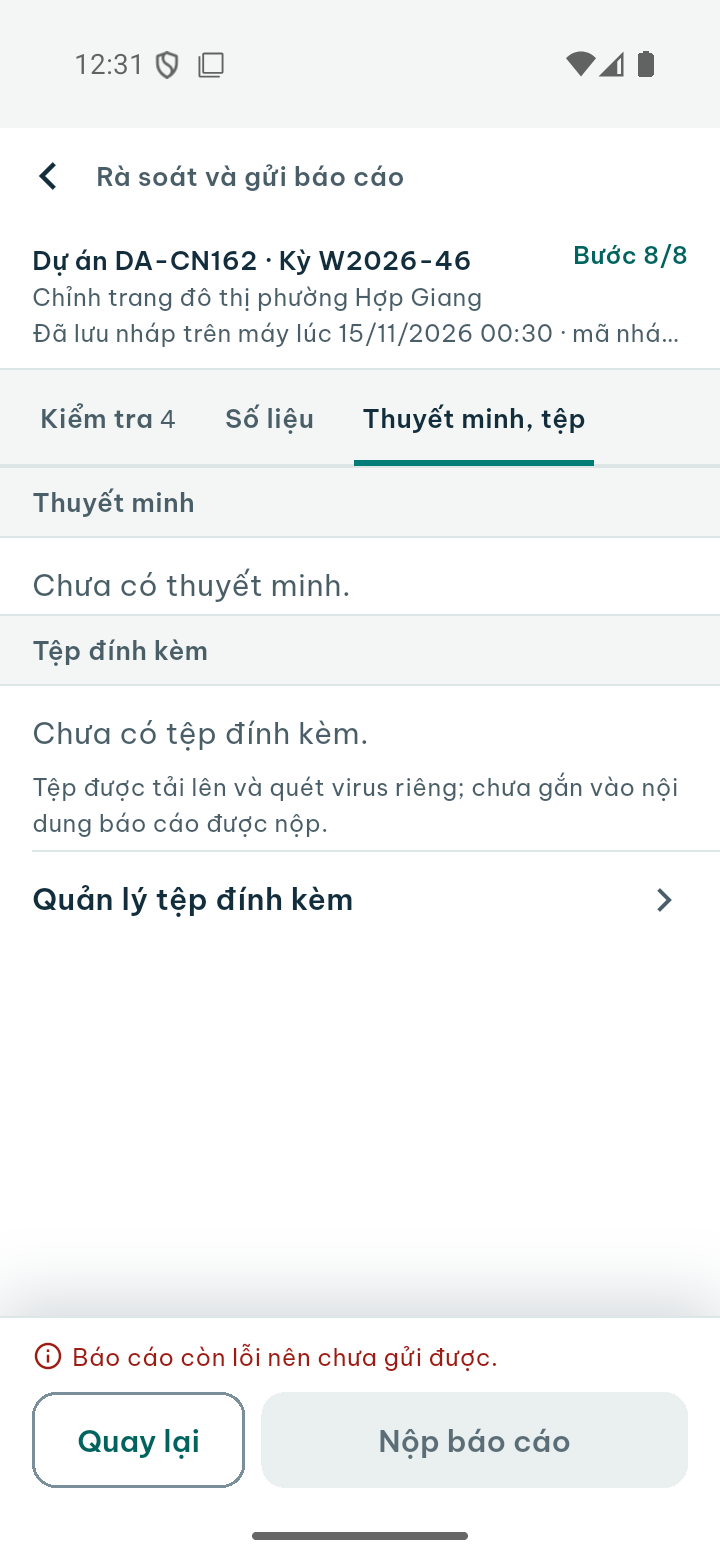 12:31
Rà soát và gửi báo cáo
Dự án DA-CN162 · Kỳ W2026-46
Bước 8/8
Chỉnh trang đô thị phường Hợp Giang
Đã lưu nháp trên máy lúc 15/11/2026 00:30 · mã nhá...
Kiểm tra 4
Số liệu
Thuyết minh, tệp
Thuyết minh
Chưa có thuyết minh.
Tệp đính kèm
Chưa có tệp đính kèm.
Tệp được tải lên và quét virus riêng; chưa gắn vào nội
dung báo cáo được nộp.
Quản lý tệp đính kèm
Báo cáo còn lỗi nên chưa gửi được.
Quay lại
Nộp báo cáo